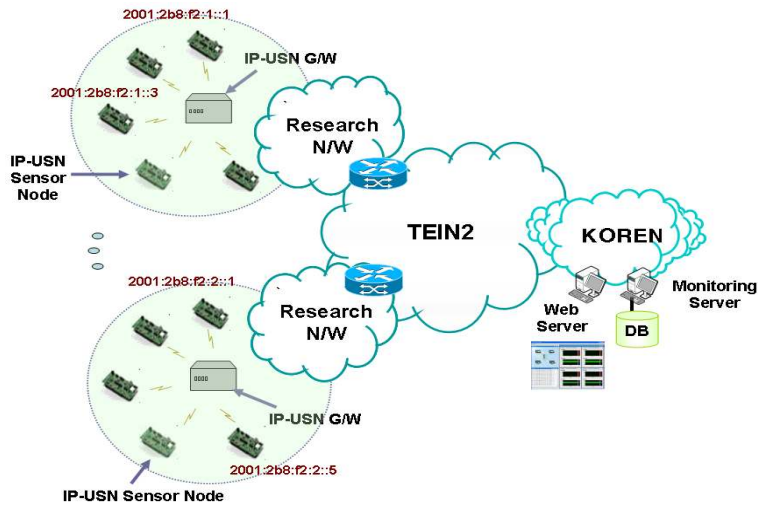 2001:2b8:f2:1::1
IP-USN G/W
2001:2b8:f2:1::3
Research
N/W
IP-USN
Sensor
Node
TEIN2
KOREN
2001:2b8:f2:2::1
Research
N/W
Web
Server
Monitoring
Server
DB
IP-USN G/W
2001:2b8:f2:2::5
IP-USN Sensor Node